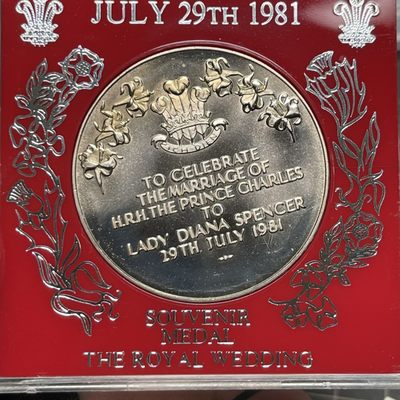 JULY 29TH 1981
TO CELEBRATE
THE MARRIAGE OF
H.R.H. THE PRINCE CHARLES
TO
LADY DIANA SPENCER
29TH JULY 1981
SOUVENIR
MEDAL
THE ROYAL WEDDING